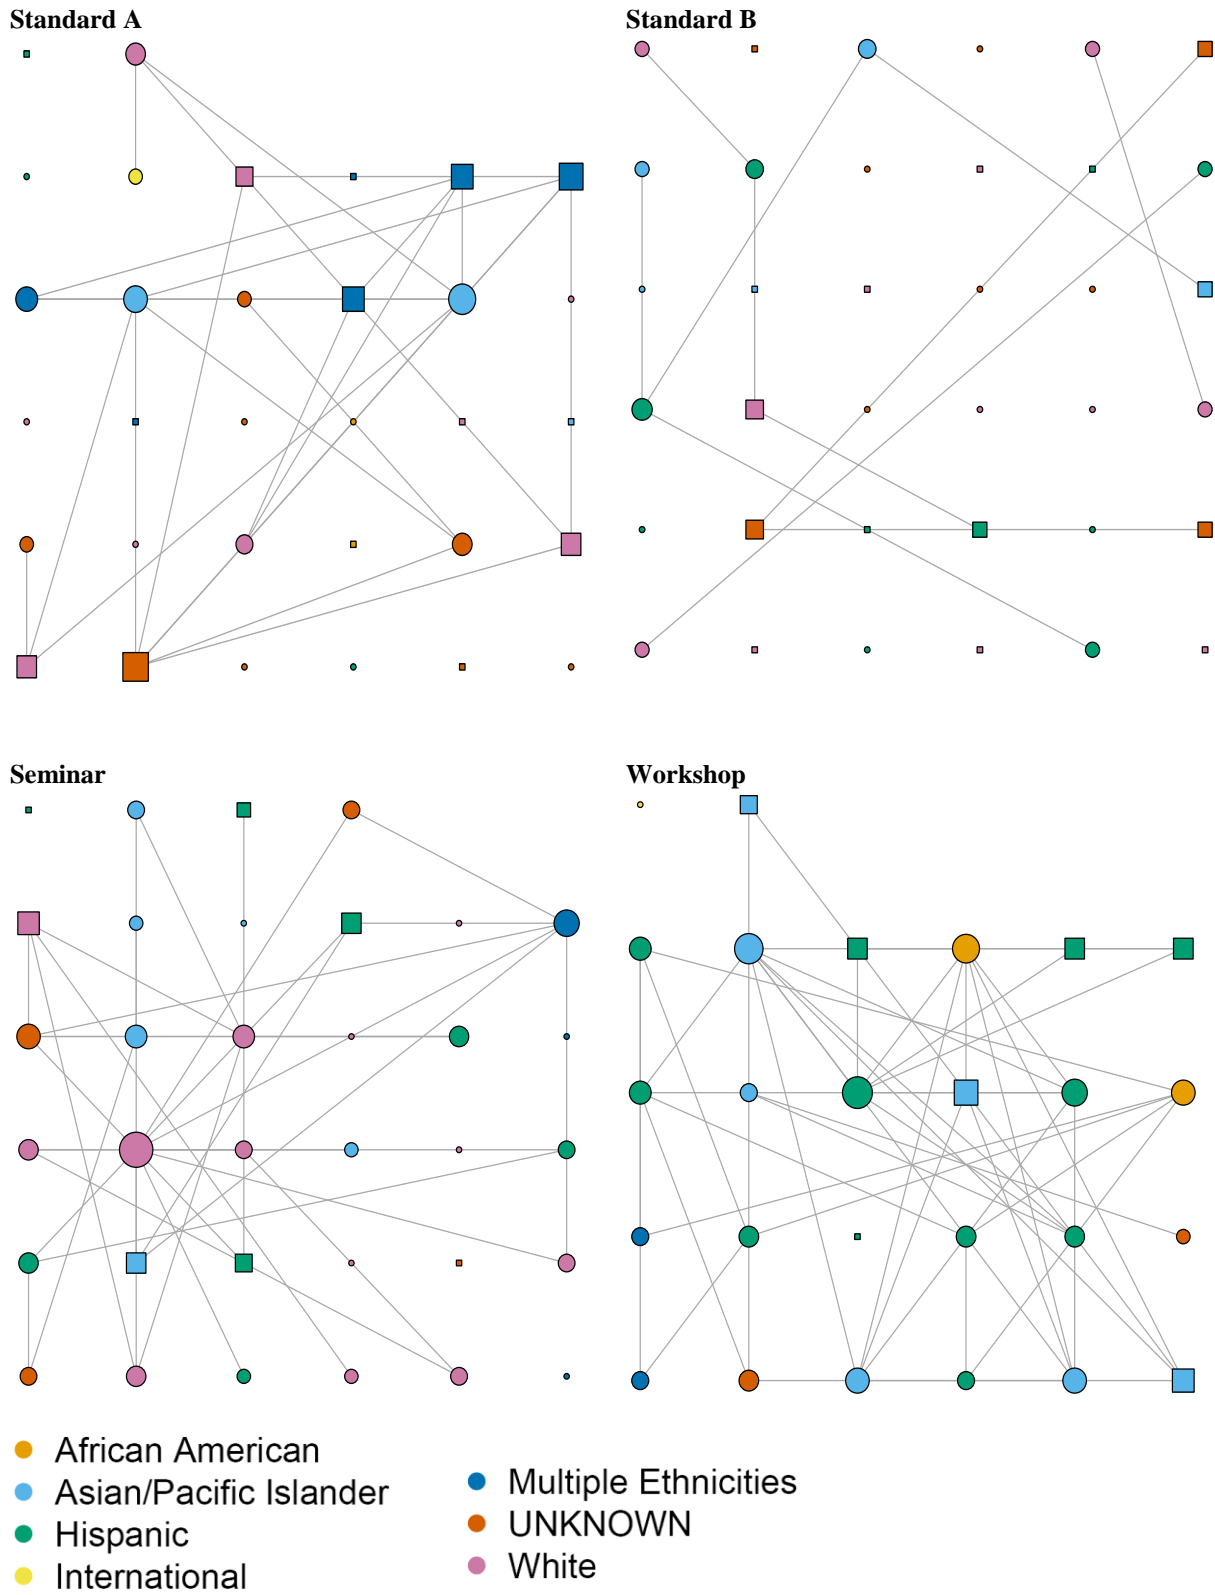 Standard A
Standard B
Seminar
Workshop
African American
Asian/Pacific Islander
Hispanic
International
Multiple Ethnicities
UNKNOWN
White